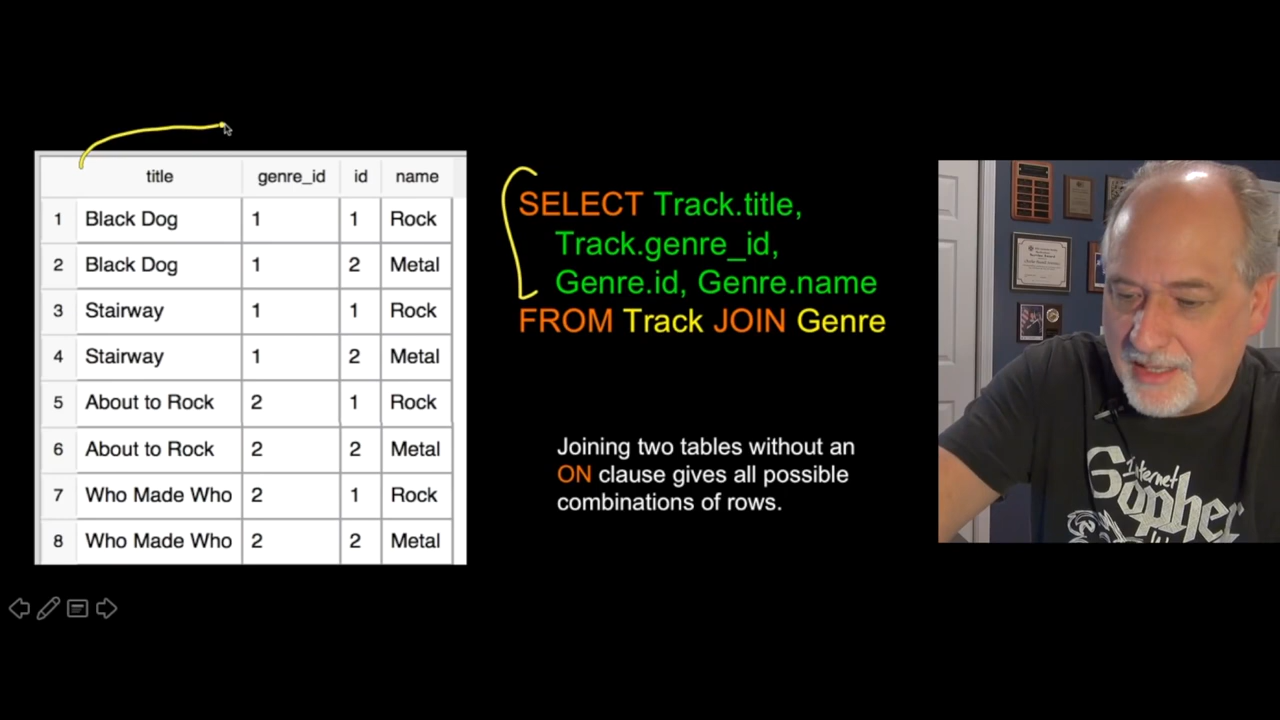 title genre_id id name
1 Black Dog 1 1 Rock
2 Black Dog 1 2 Metal
3 Stairway 1 1 Rock
4 Stairway 1 2 Metal
5 About to Rock 2 1 Rock
6 About to Rock 2 2 Metal
7 Who Made Who 2 1 Rock
8 Who Made Who 2 2 Metal
SELECT Track.title,
Track.genre_id,
Genre.id, Genre.name
FROM Track JOIN Genre
Joining two tables without an
ON clause gives all possible
combinations of rows.
Internet
Gopher